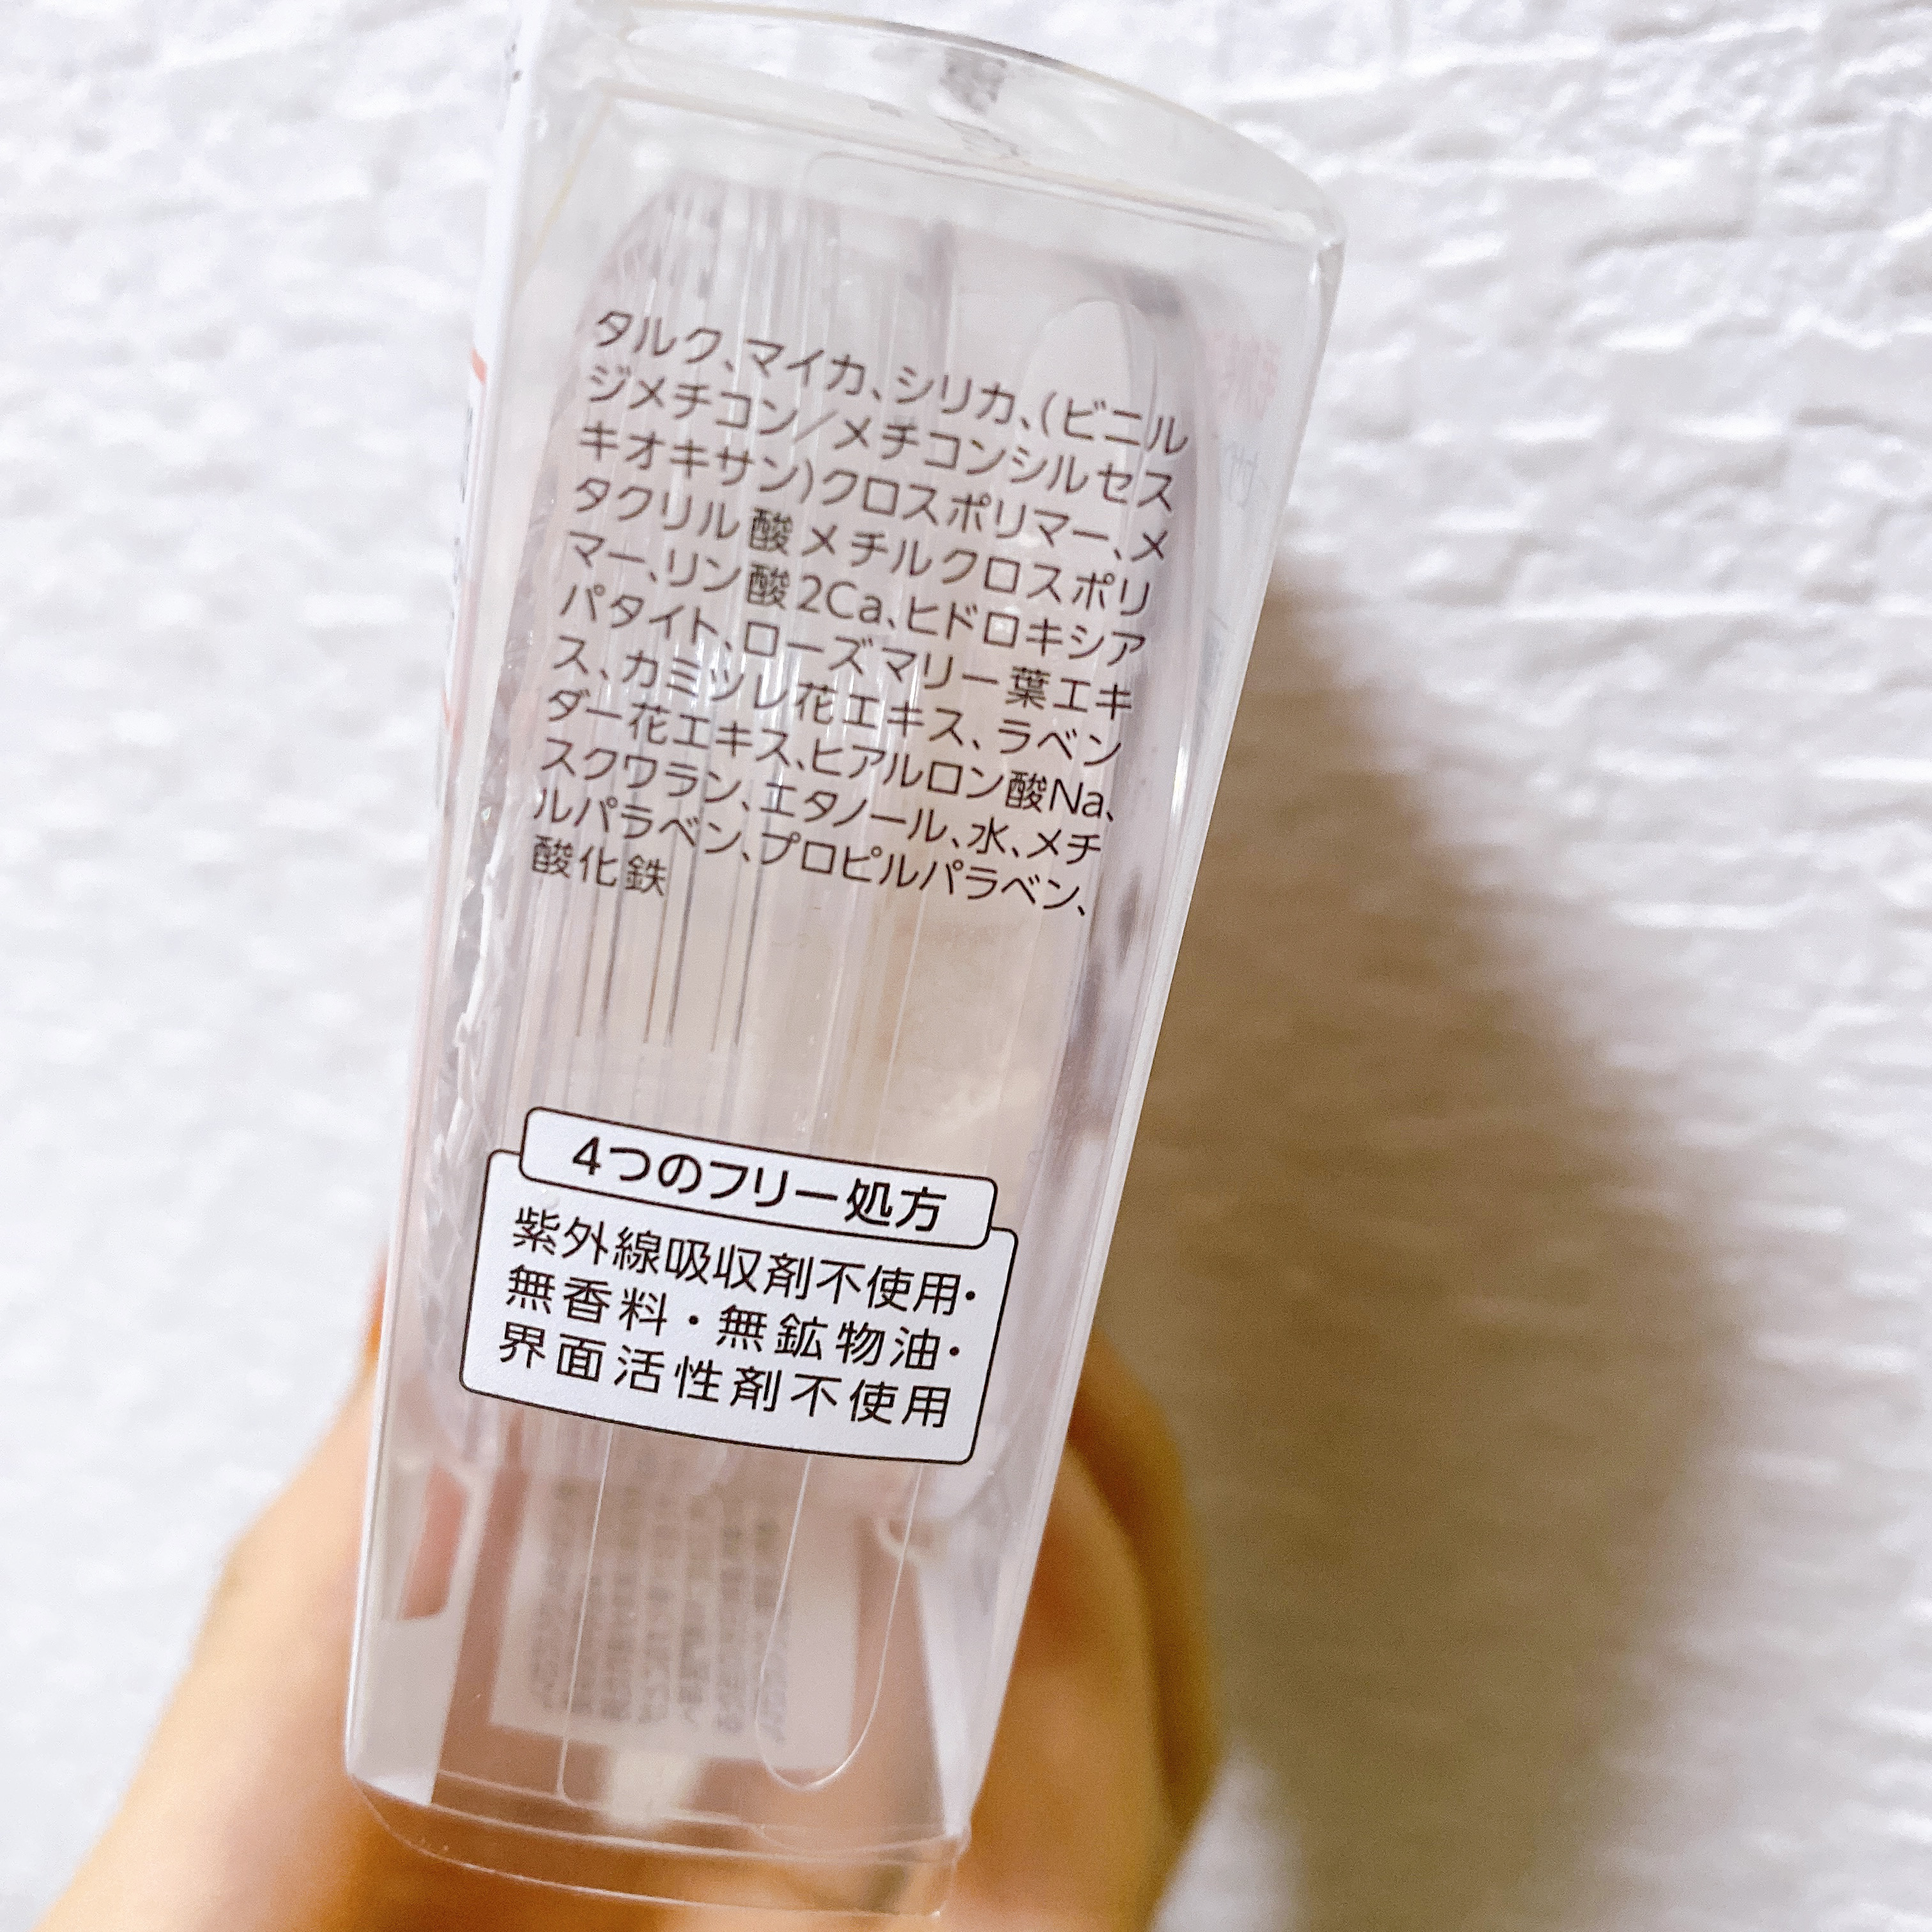 タルク、マイカ、シリカ、(ビニル
ジメチコン/メチコンシルセス
キオキサン)クロスポリマー、メ
タクリル酸メチルクロスポリ
マー、リン酸2Ca、ヒドロキシア
パタイト、ローズマリー葉エキ
ス、カミツレ花エキス、ラベン
ダー花エキス、ヒアルロン酸Na、
スクワラン、エタノール、水、メチ
ルパラベン、プロピルパラベン、
酸化鉄
4つのフリー処方
紫外線吸収剤不使用・
無香料・無鉱物油・
界面活性剤不使用